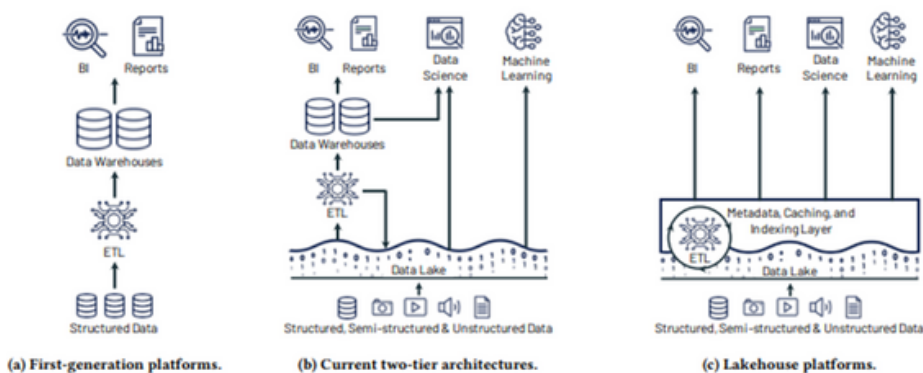 BI
Reports
Data Warehouses
ETL
Structured Data
(a) First-generation platforms.
BI
Reports
Data
Science
Machine
Learning
Data Warehouses
ETL
Data Lake
Structured, Semi-structured & Unstructured Data
(b) Current two-tier architectures.
BI
Reports
Data
Science
Machine
Learning
Metadata, Caching, and
Indexing Layer
ETL
Data Lake
Structured, Semi-structured & Unstructured Data
(c) Lakehouse platforms.